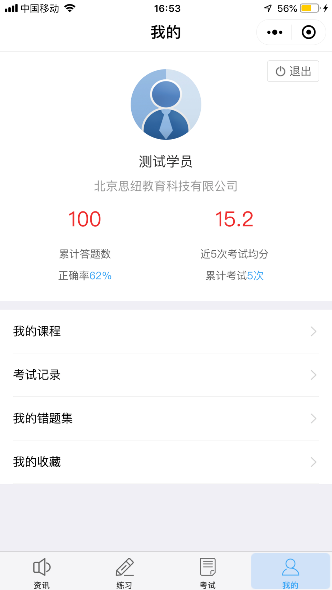 中国移动 16:53 56%
我的
退出
测试学员
北京思纽教育科技有限公司
100 15.2
累计答题数 近5次考试均分
正确率62% 累计考试5次
我的课程
考试记录
我的错题集
我的收藏
资讯 练习 考试 我的